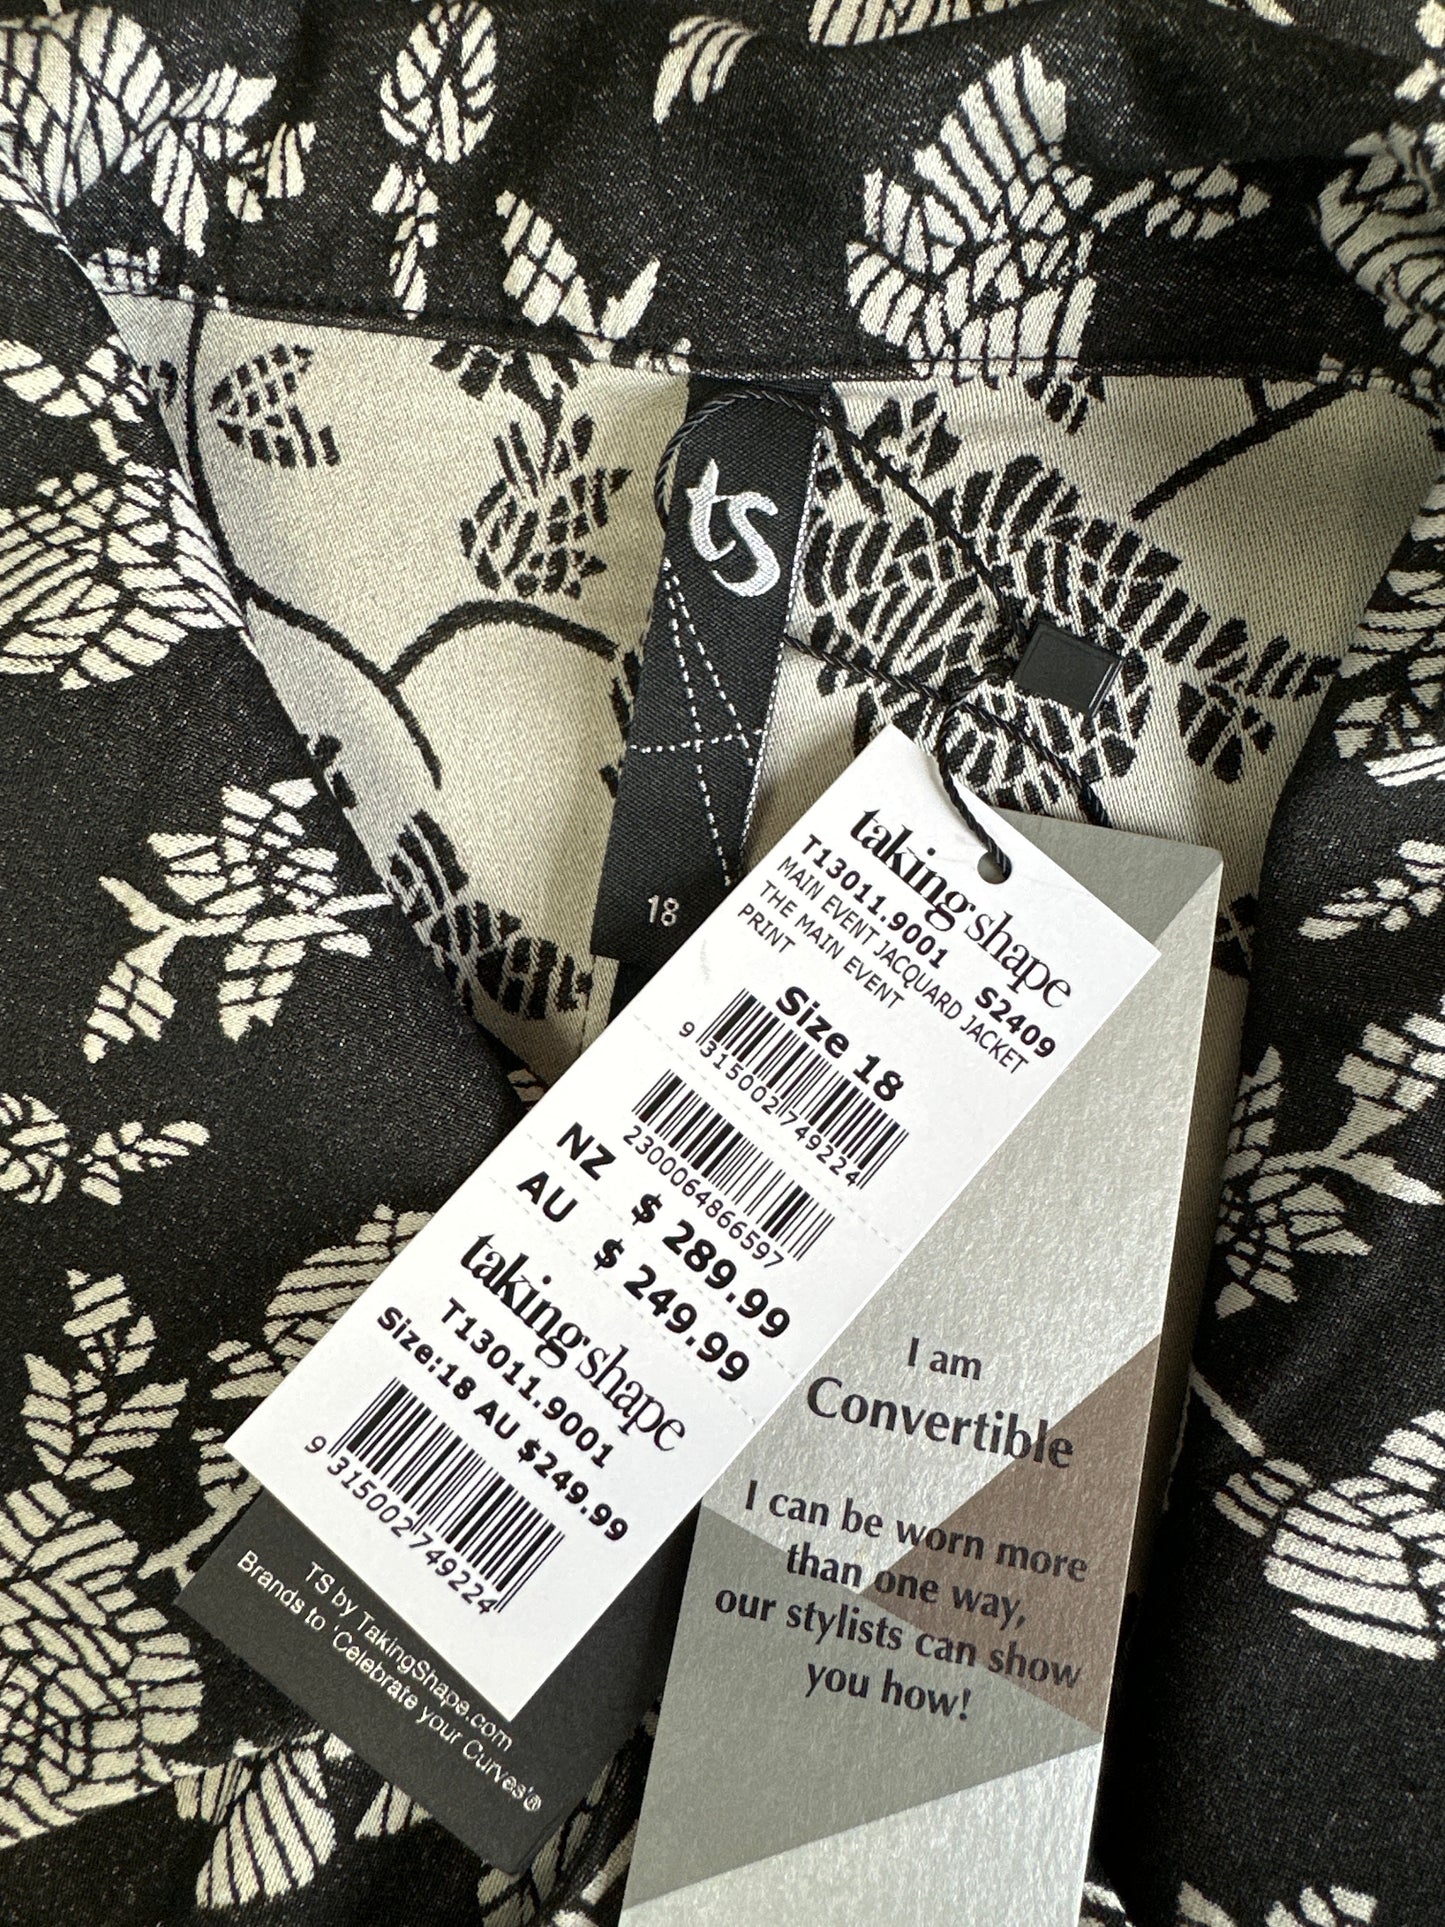 ts
18
taking shape
T13011.9001 S2409
MAIN EVENT JACQUARD JACKET
THE MAIN EVENT
PRINT
Size 18
9 315002 749224
2300064866597
NZ $ 289.99
AU $ 249.99
taking shape
T13011.9001
Size:18 AU $249.99
9 315002 749224
TS by TakingShape.com
Brands to 'Celebrate your Curves'®
I am
Convertible
I can be worn more
than one way,
our stylists can show
you how!